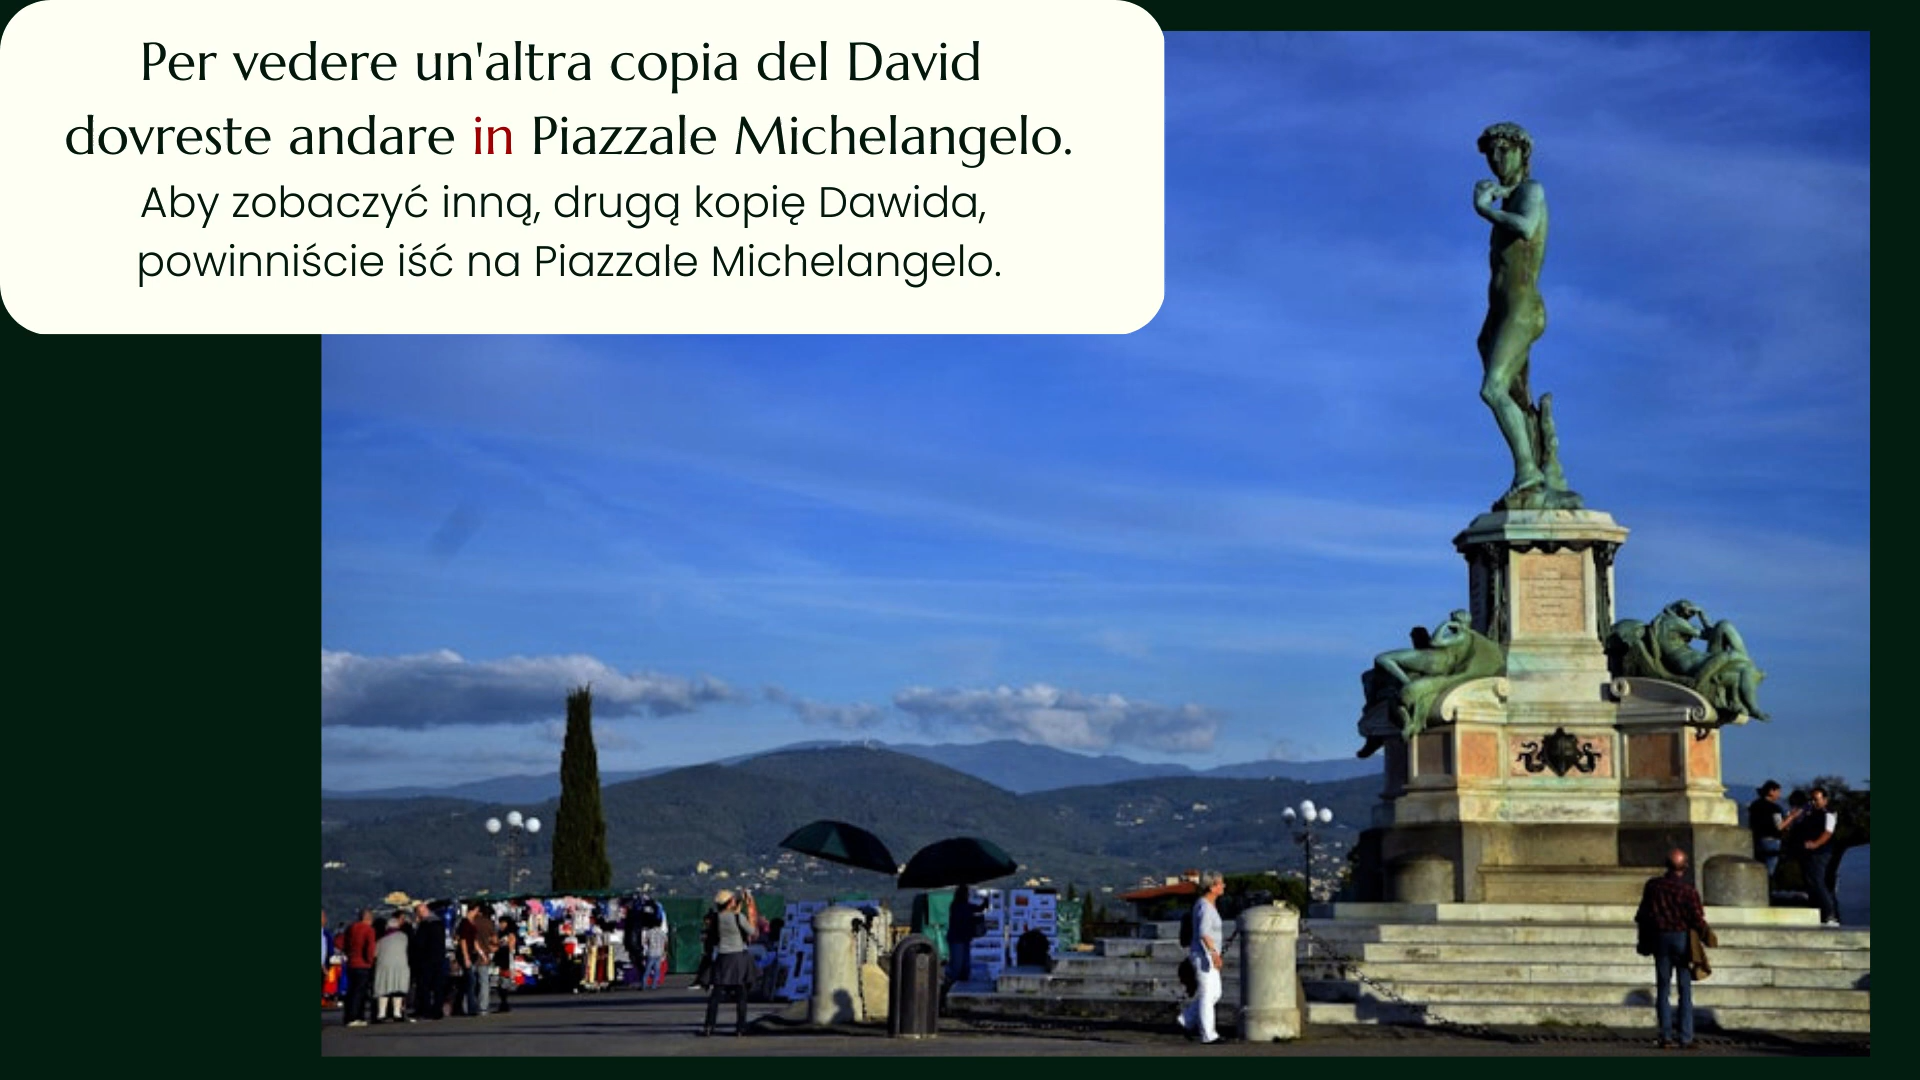 Per vedere un'altra copia del David
dovreste andare in Piazzale Michelangelo.
Aby zobaczyć inną, drugą kopię Dawida,
powinniście iść na Piazzale Michelangelo.